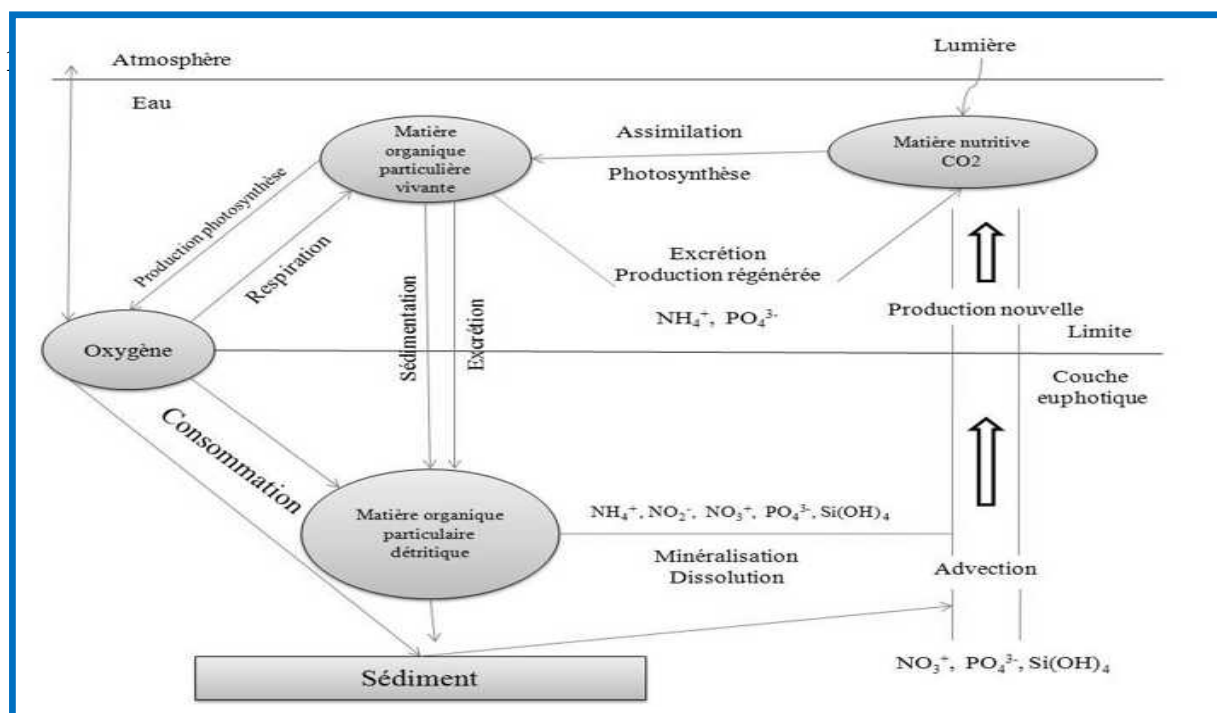 Atmosphère
Lumière
Eau
Matière
organique
particulière
vivante
Assimilation
Photosynthèse
Matière nutritive
CO2
Production photosynthèse
Respiration
Excrétion
Production régénérée
NH₄⁺, PO₄³⁻
Sédimentation
Excrétion
Production nouvelle
Limite
Oxygène
Couche
euphotique
Consommation
Matière organique
particulaire
détritique
NH₄⁺, NO₂⁻, NO₃⁺, PO₄³⁻, Si(OH)₄
Minéralisation
Dissolution
Advection
Sédiment
NO₃⁺, PO₄³⁻, Si(OH)₄